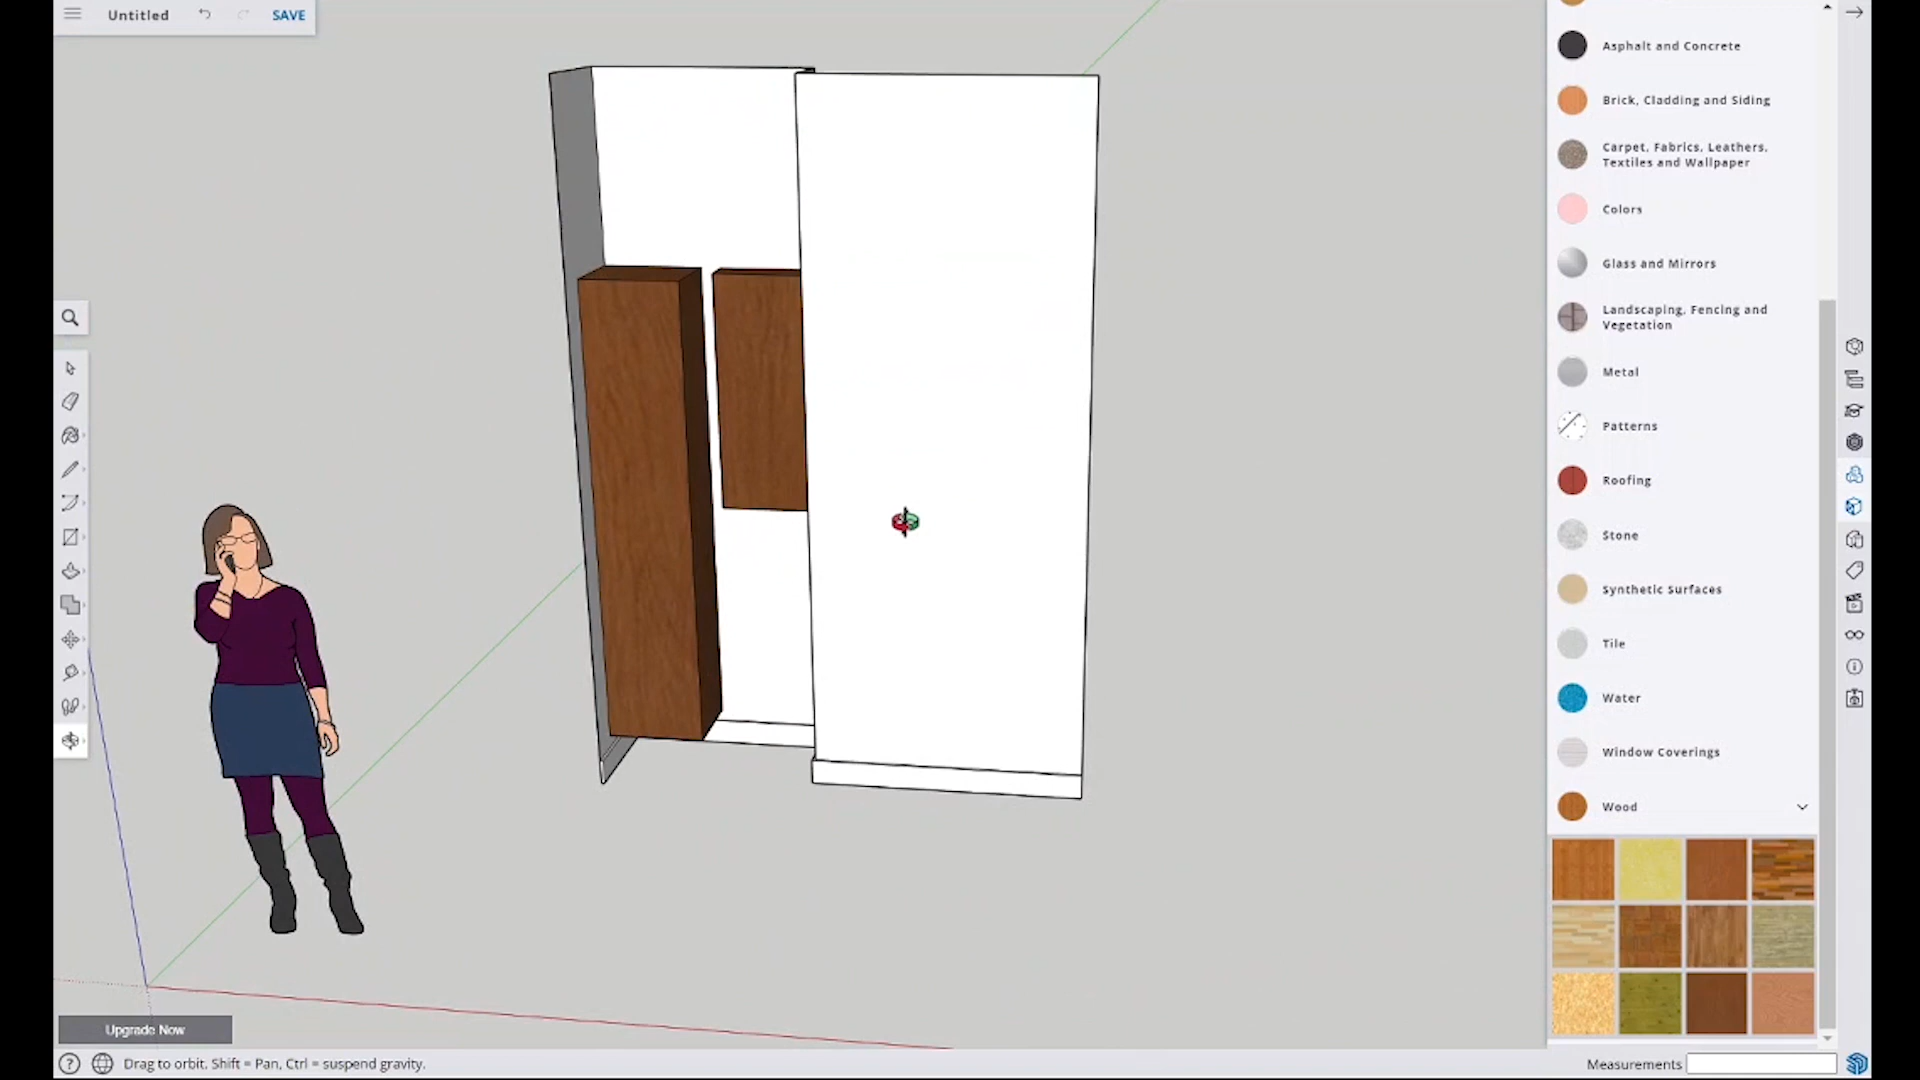 Untitled
SAVE
Asphalt and Concrete
Brick, Cladding and Siding
Carpet, Fabrics, Leathers,
Textiles and Wallpaper
Colors
Glass and Mirrors
Landscaping, Fencing and
Vegetation
Metal
Patterns
Roofing
Stone
Synthetic Surfaces
Tile
Water
Window Coverings
Wood
Upgrade Now
Drag to orbit. Shift = Pan, Ctrl = suspend gravity.
Measurements